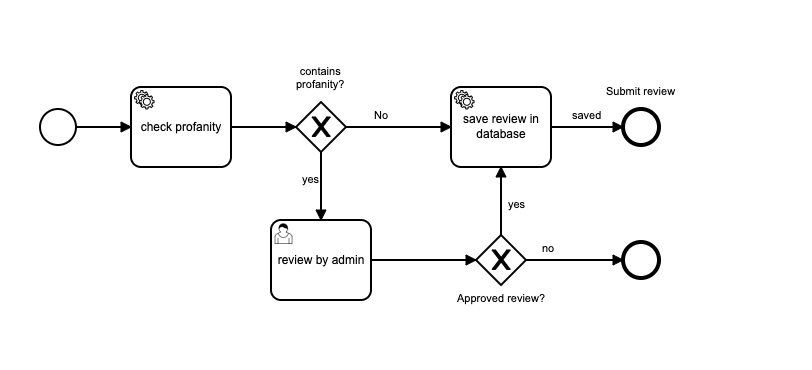 contains
profanity?
Submit review
check profanity
No
save review in
database
saved
yes
yes
review by admin
no
Approved review?